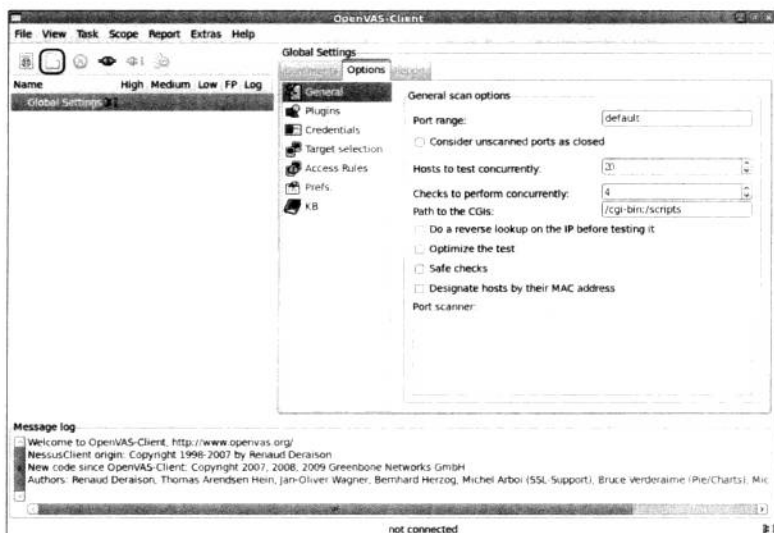 OpenVAS-Client
File View Task Scope Report Extras Help
Global Settings
Comments Options Report
Name High Medium Low FP Log
Global Settings
General
Plugins
Credentials
Target selection
Access Rules
Prefs.
KB
General scan options
Port range: default
Consider unscanned ports as closed
Hosts to test concurrently: 20
Checks to perform concurrently: 4
Path to the CGIs: /cgi-bin:/scripts
Do a reverse lookup on the IP before testing it
Optimize the test
Safe checks
Designate hosts by their MAC address
Port scanner
Message log
Welcome to OpenVAS-Client, http://www.openvas.org/
NessusClient origin: Copyright 1998-2007 by Renaud Deraison
New code since OpenVAS-Client: Copyright 2007, 2008, 2009 Greenbone Networks GmbH
Authors: Renaud Deraison, Thomas Arendsen Hein, Jan-Oliver Wagner, Bernhard Herzog, Michel Arboi (SSL-Support), Bruce Verderaime (Pie/Charts), Mic
not connected